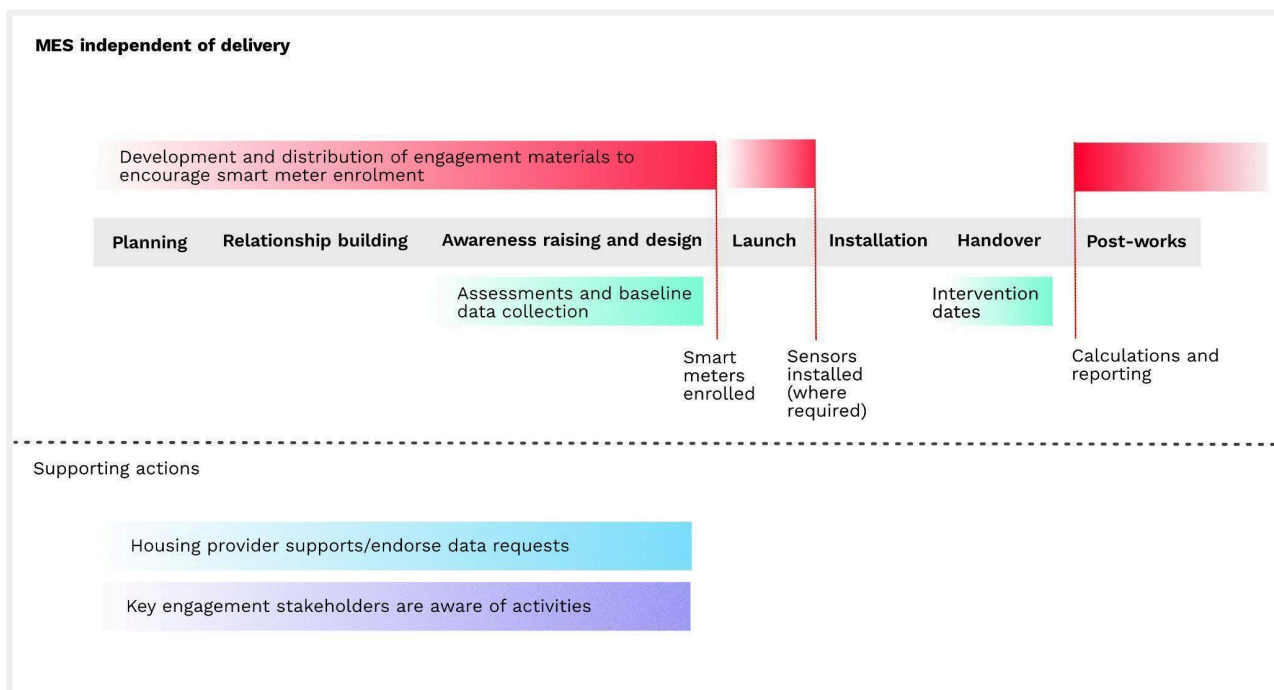 MES independent of delivery
Development and distribution of engagement materials to
encourage smart meter enrolment
Planning
Relationship building
Awareness raising and design
Launch
Installation
Handover
Post-works
Assessments and baseline
data collection
Intervention
dates
Smart
meters
enrolled
Sensors
installed
(where
required)
Calculations and
reporting
Supporting actions
Housing provider supports/endorse data requests
Key engagement stakeholders are aware of activities